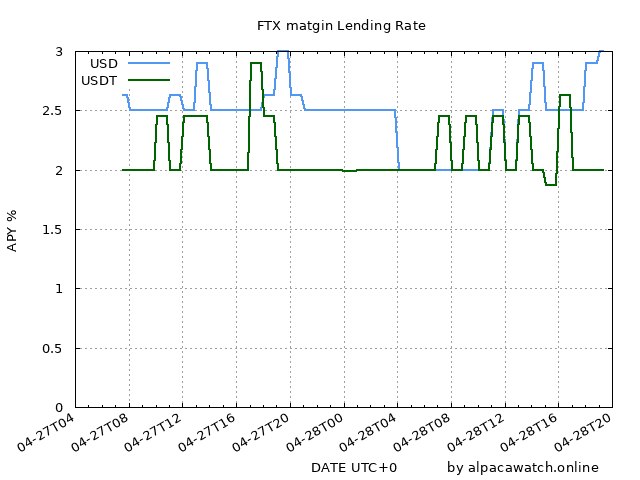 FTX matgin Lending Rate
USD
USDT
3
2.5
2
1.5
1
0.5
0
APY %
04-27T04
04-27T08
04-27T12
04-27T16
04-27T20
04-28T00
04-28T04
04-28T08
04-28T12
04-28T16
04-28T20
DATE UTC+0
by alpacawatch.online